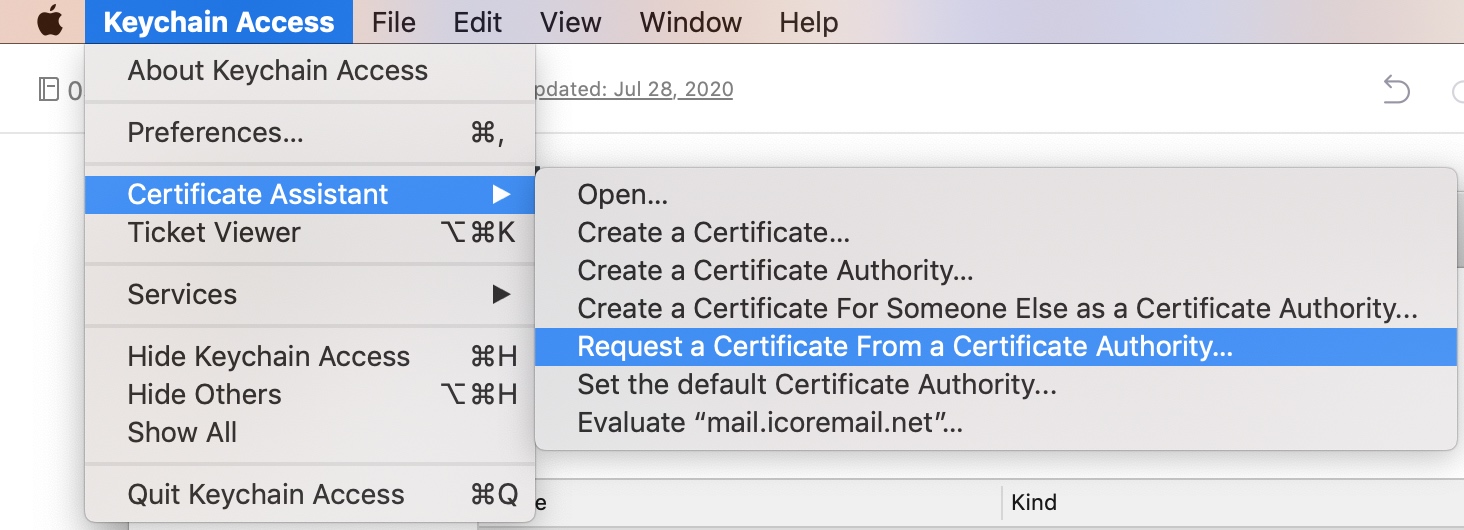 Keychain Access File Edit View Window Help
About Keychain Access
Updated: Jul 28, 2020
Preferences... ⌘,
Certificate Assistant ▶
Ticket Viewer ⌥⌘K
Services ▶
Hide Keychain Access ⌘H
Hide Others ⌥⌘H
Show All
Quit Keychain Access ⌘Q
Open...
Create a Certificate...
Create a Certificate Authority...
Create a Certificate For Someone Else as a Certificate Authority...
Request a Certificate From a Certificate Authority...
Set the default Certificate Authority...
Evaluate “mail.icoremail.net”...
Kind